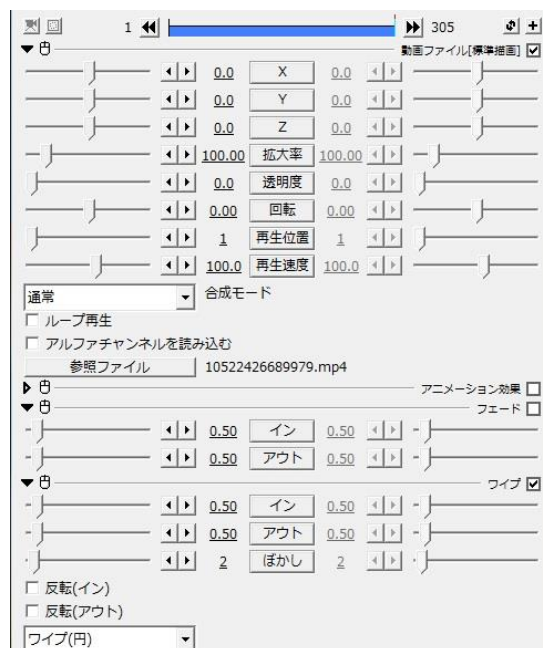 1 305
動画ファイル[標準描画]
0.0 X 0.0
0.0 Y 0.0
0.0 Z 0.0
100.00 拡大率 100.00
0.0 透明度 0.0
0.00 回転 0.00
1 再生位置 1
100.0 再生速度 100.0
通常 合成モード
ループ再生
アルファチャンネルを読み込む
参照ファイル 10522426689979.mp4
アニメーション効果
フェード
0.50 イン 0.50
0.50 アウト 0.50
ワイプ
0.50 イン 0.50
0.50 アウト 0.50
2 ぼかし 2
反転(イン)
反転(アウト)
ワイプ(円)